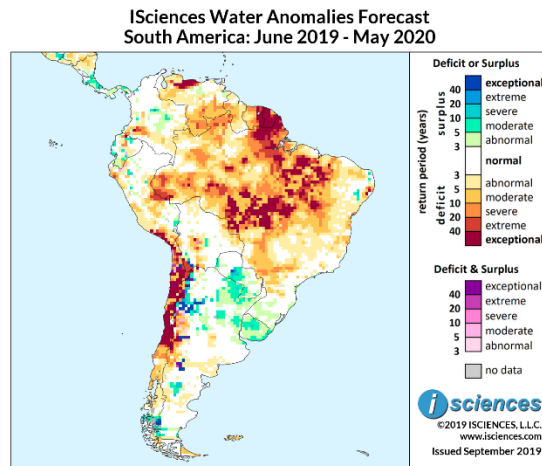 ISciences Water Anomalies Forecast
South America: June 2019 - May 2020
Deficit or Surplus
return period (years)
surplus
deficit
exceptional
40
extreme
20
severe
10
moderate
5
abnormal
3
normal
3
abnormal
5
moderate
10
severe
20
extreme
40
exceptional
Deficit & Surplus
exceptional
40
extreme
20
severe
10
moderate
5
abnormal
3
no data
i sciences
©2019 ISCIENCES, L.L.C.
www.isciences.com
Issued September 2019